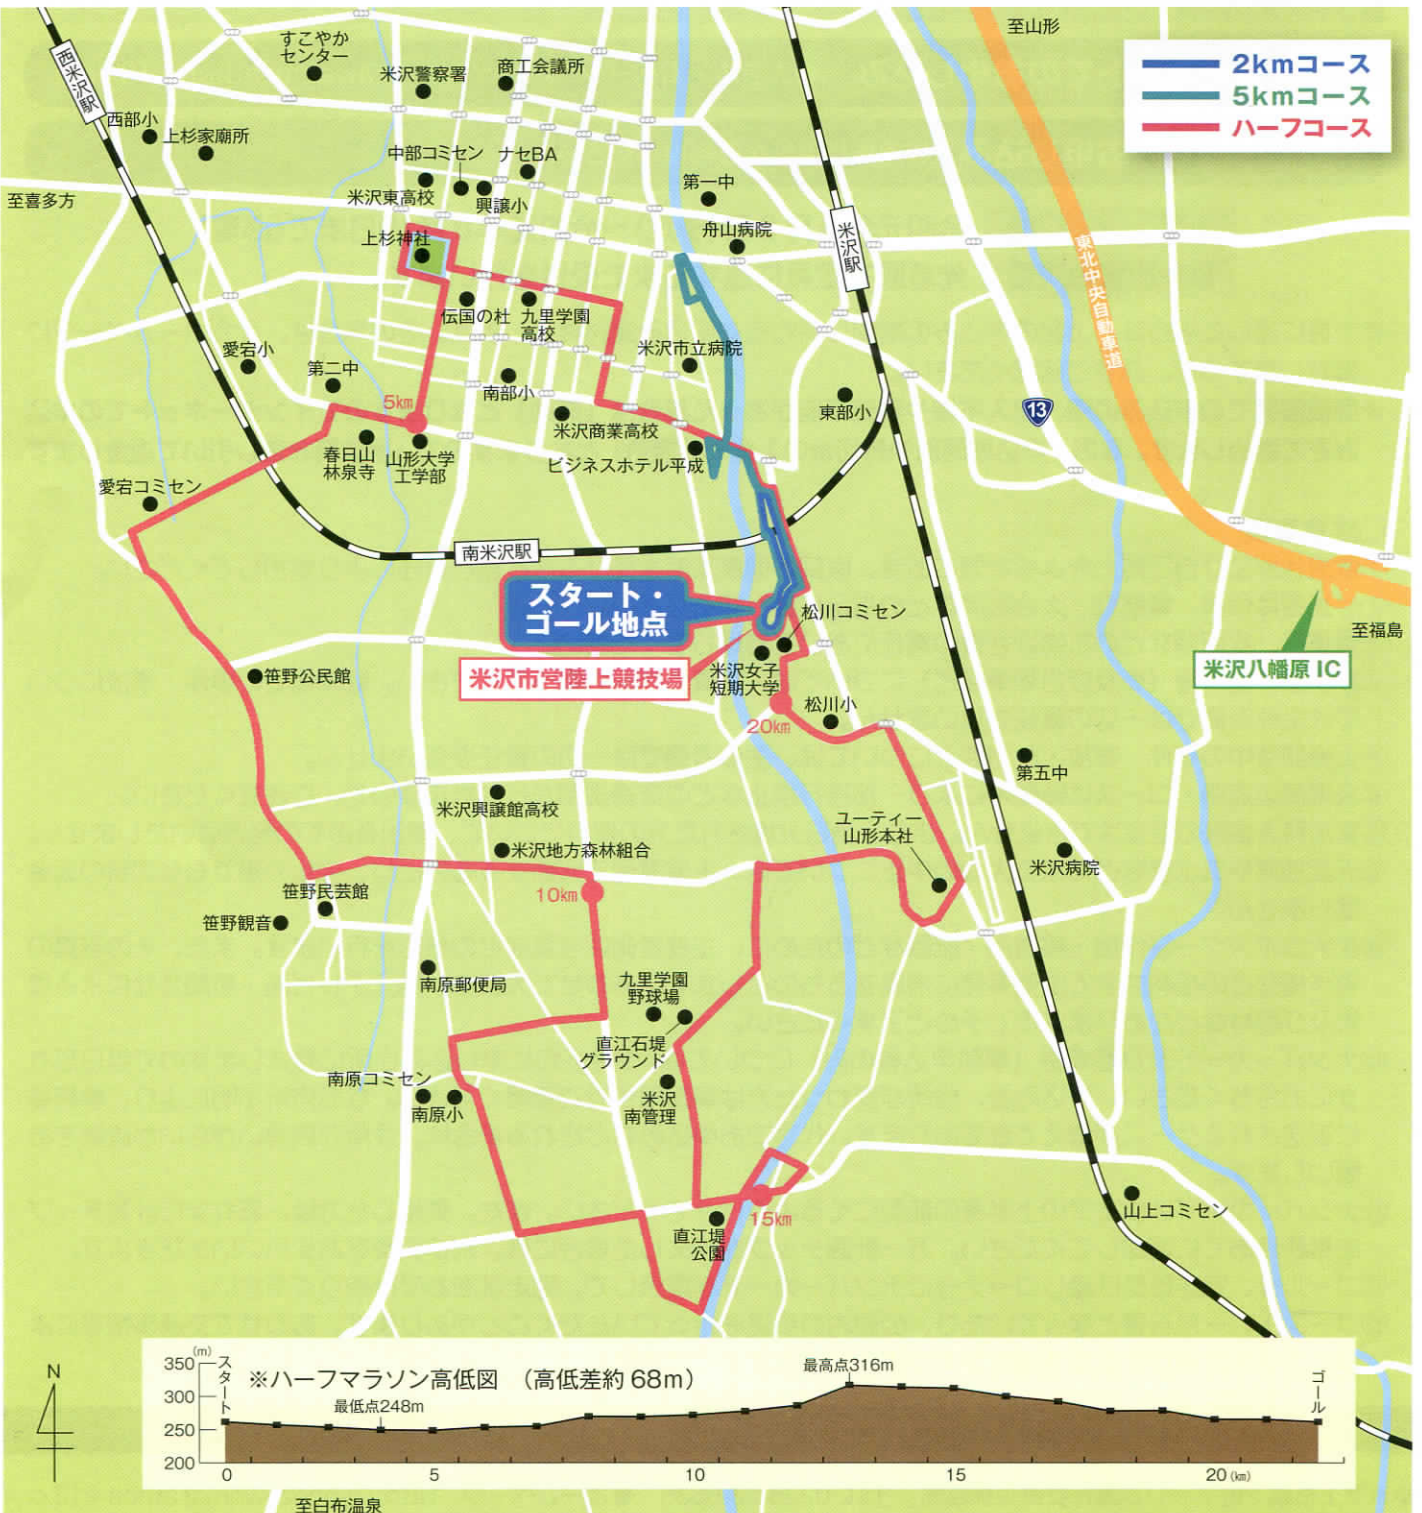 至山形
2kmコース
5kmコース
ハーフコース
西米沢駅
すこやか
センター
米沢警察署
商工会議所
西部小
上杉家廟所
中部コミセン
ナセBA
第一中
至喜多方
米沢東高校
興譲小
上杉神社
舟山病院
米沢駅
東北中央自動車道
伝国の杜
九里学園
高校
米沢市立病院
愛宕小
第二中
南部小
5km
東部小
13
米沢商業高校
春日山
林泉寺
山形大学
工学部
ビジネスホテル平成
愛宕コミセン
南米沢駅
スタート・
ゴール地点
松川コミセン
至福島
米沢八幡原 IC
米沢市営陸上競技場
米沢女子
短期大学
笹野公民館
松川小
20km
第五中
米沢興譲館高校
ユーティー
山形本社
米沢地方森林組合
米沢病院
笹野民芸館
10km
笹野観音
南原郵便局
九里学園
野球場
直江石堤
グラウンド
南原コミセン
南原小
米沢
南管理
山上コミセン
15km
直江堤
公園
N
(m)
350
300
250
200
スタート
※ハーフマラソン高低図 (高低差約 68m)
最低点248m
最高点316m
ゴール
0
5
10
15
20 (km)
至白布温泉